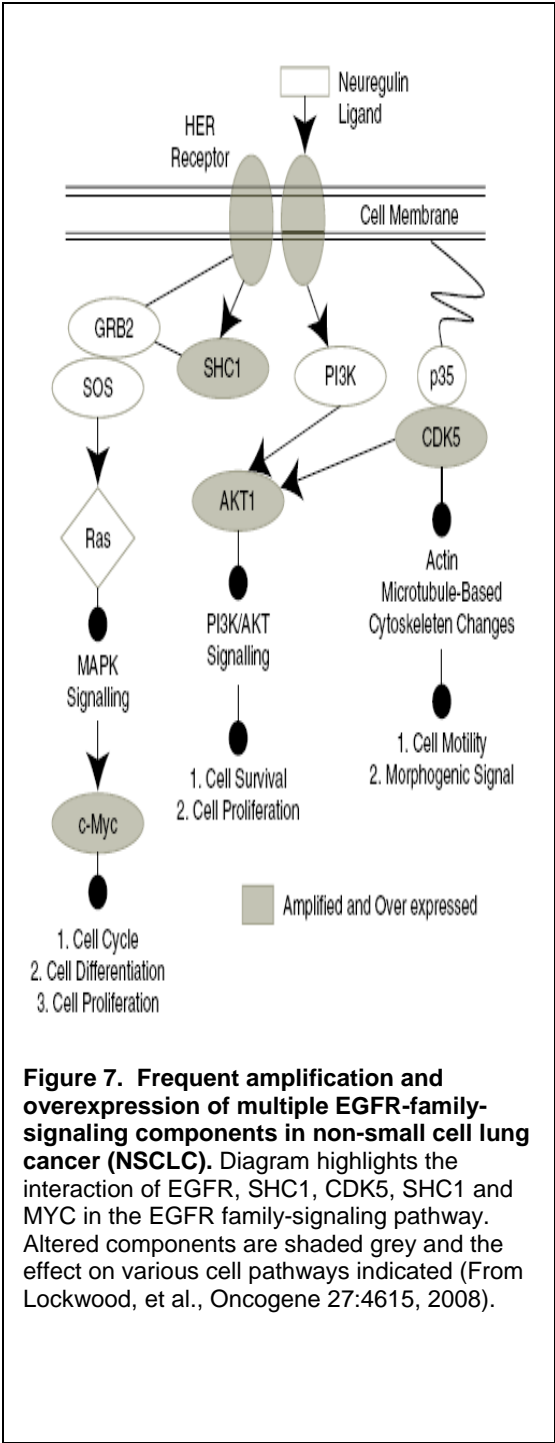 Neuregulin
Ligand
HER
Receptor
Cell Membrane
GRB2
SOS
SHC1
PI3K
p35
CDK5
AKT1
Ras
Actin
Microtubule-Based
Cytoskeleten Changes
PI3K/AKT
Signalling
MAPK
Signalling
1. Cell Motility
2. Morphogenic Signal
1. Cell Survival
2. Cell Proliferation
c-Myc
Amplified and Over expressed
1. Cell Cycle
2. Cell Differentiation
3. Cell Proliferation
Figure 7. Frequent amplification and
overexpression of multiple EGFR-family-
signaling components in non-small cell lung
cancer (NSCLC). Diagram highlights the
interaction of EGFR, SHC1, CDK5, SHC1 and
MYC in the EGFR family-signaling pathway.
Altered components are shaded grey and the
effect on various cell pathways indicated (From
Lockwood, et al., Oncogene 27:4615, 2008).